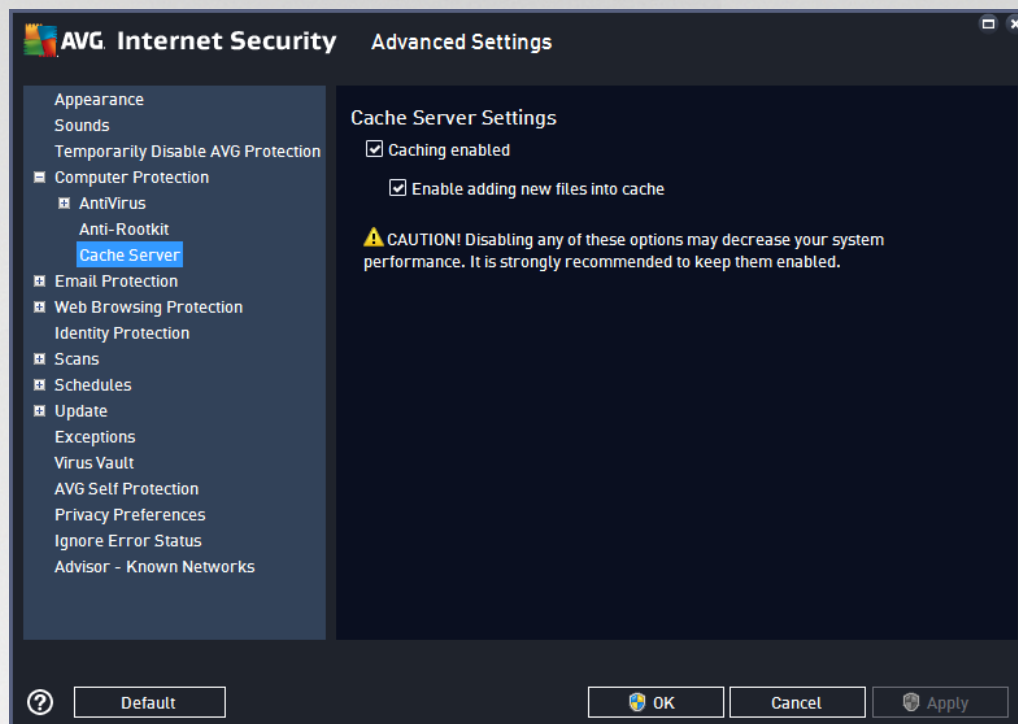 AVG. Internet Security Advanced Settings
Appearance
Sounds
Temporarily Disable AVG Protection
Computer Protection
AntiVirus
Anti-Rootkit
Cache Server
Email Protection
Web Browsing Protection
Identity Protection
Scans
Schedules
Update
Exceptions
Virus Vault
AVG Self Protection
Privacy Preferences
Ignore Error Status
Advisor - Known Networks
Cache Server Settings
Caching enabled
Enable adding new files into cache
CAUTION! Disabling any of these options may decrease your system
performance. It is strongly recommended to keep them enabled.
? Default OK Cancel Apply